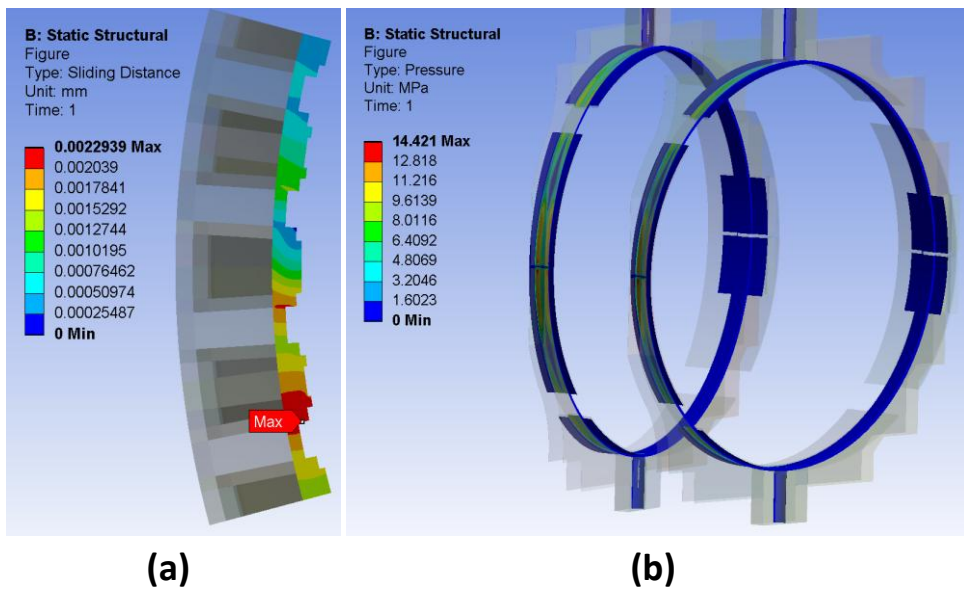 B: Static Structural
Figure
Type: Sliding Distance
Unit: mm
Time: 1
0.0022939 Max
0.002039
0.0017841
0.0015292
0.0012744
0.0010195
0.00076462
0.00050974
0.00025487
0 Min
Max
B: Static Structural
Figure
Type: Pressure
Unit: MPa
Time: 1
14.421 Max
12.818
11.216
9.6139
8.0116
6.4092
4.8069
3.2046
1.6023
0 Min
(a)
(b)